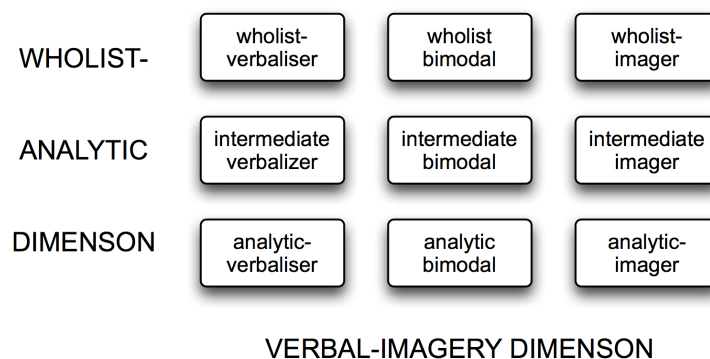 WHOLIST-
wholist-
verbaliser
wholist
bimodal
wholist-
imager
ANALYTIC
intermediate
verbalizer
intermediate
bimodal
intermediate
imager
DIMENSON
analytic-
verbaliser
analytic
bimodal
analytic-
imager
VERBAL-IMAGERY DIMENSON